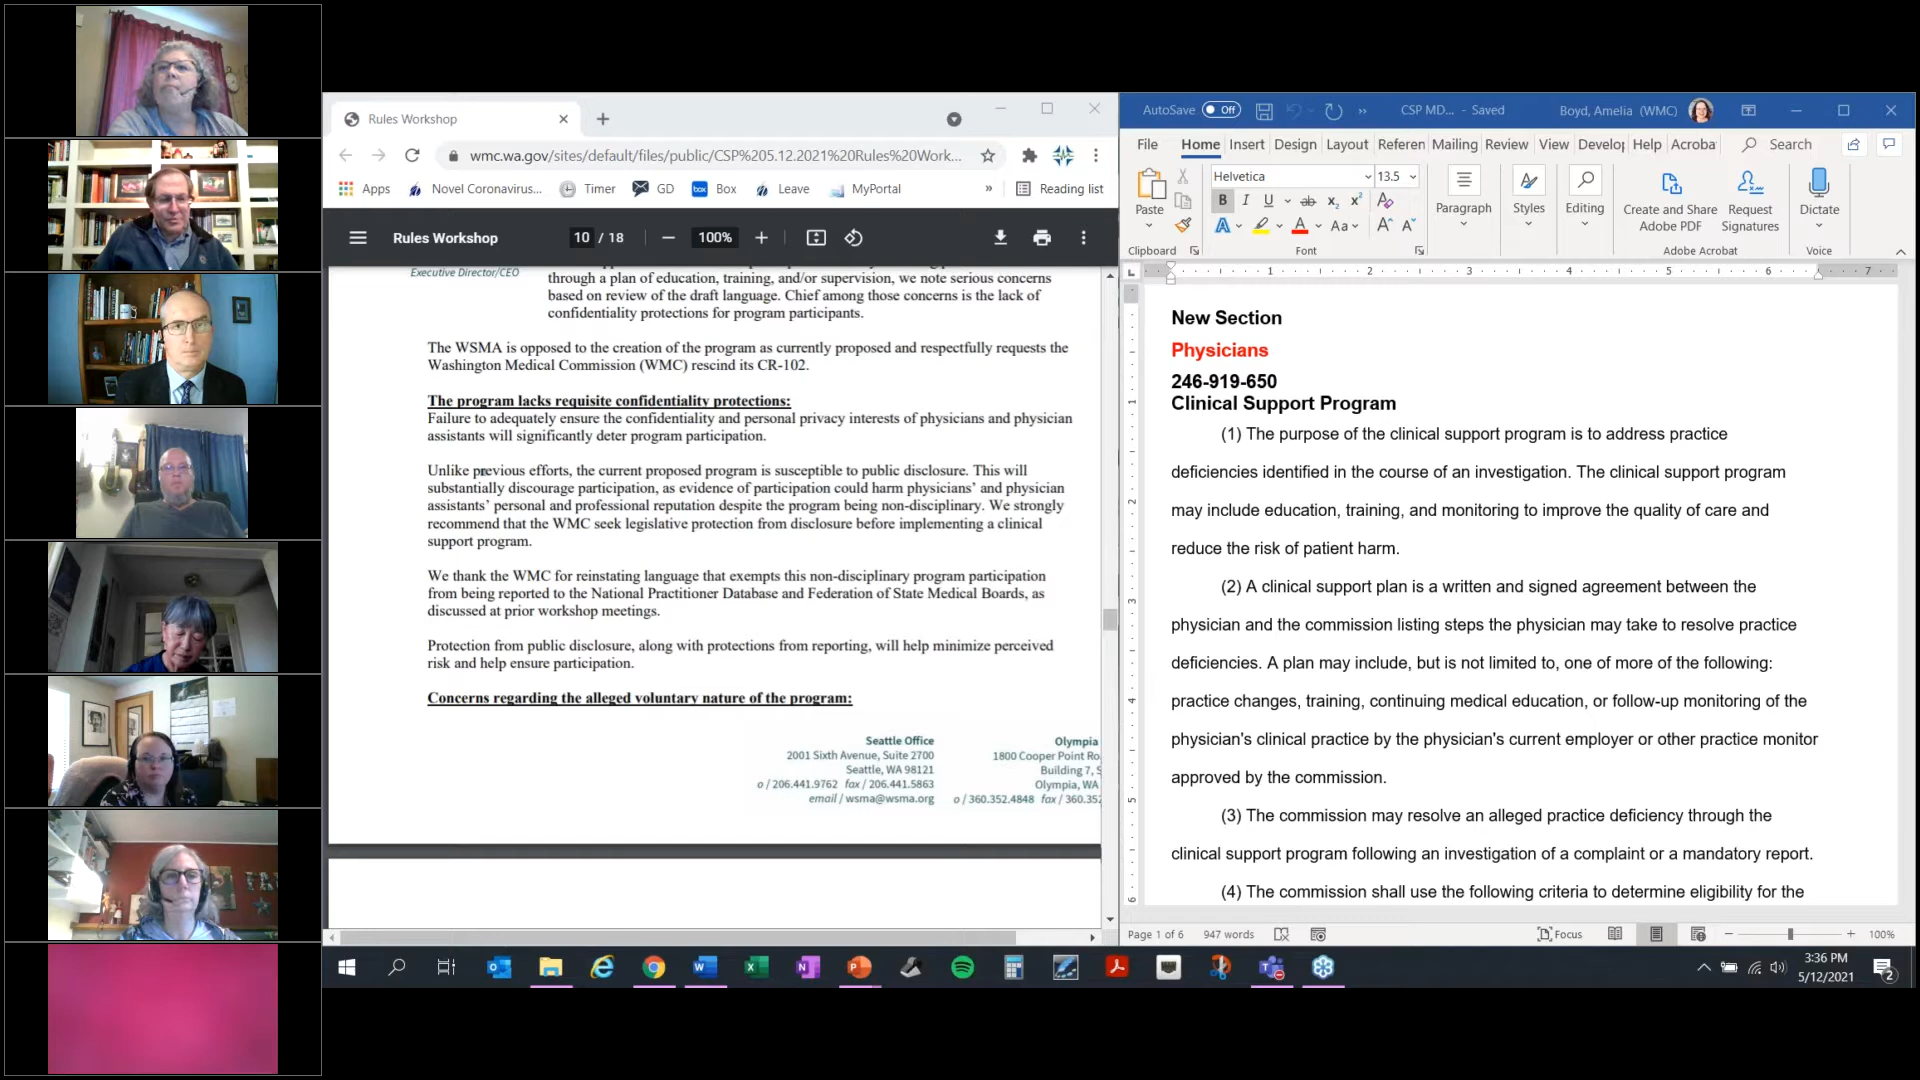 Rules Workshop
wmc.wa.gov/sites/default/files/public/CSP%205.12.2021%20Rules%20Work...
Apps
Novel Coronavirus...
Timer
GD
box
Box
Leave
MyPortal
»
Reading list
Rules Workshop
10 / 18
100%
Executive Director/CEO
through a plan of education, training, and/or supervision, we note serious concerns
based on review of the draft language. Chief among those concerns is the lack of
confidentiality protections for program participants.
The WSMA is opposed to the creation of the program as currently proposed and respectfully requests the
Washington Medical Commission (WMC) rescind its CR-102.
The program lacks requisite confidentiality protections:
Failure to adequately ensure the confidentiality and personal privacy interests of physicians and physician
assistants will significantly deter program participation.
Unlike previous efforts, the current proposed program is susceptible to public disclosure. This will
substantially discourage participation, as evidence of participation could harm physicians' and physician
assistants' personal and professional reputation despite the program being non-disciplinary. We strongly
recommend that the WMC seek legislative protection from disclosure before implementing a clinical
support program.
We thank the WMC for reinstating language that exempts this non-disciplinary program participation
from being reported to the National Practitioner Database and Federation of State Medical Boards, as
discussed at prior workshop meetings.
Protection from public disclosure, along with protections from reporting, will help minimize perceived
risk and help ensure participation.
Concerns regarding the alleged voluntary nature of the program:
Seattle Office
2001 Sixth Avenue, Suite 2700
Seattle, WA 98121
o / 206.441.9762 fax / 206.441.5863
email / wsma@wsma.org
Olympia
1800 Cooper Point Ro
Building 7, S
Olympia, WA
o / 360.352.4848 fax / 360.352
AutoSave Off
CSP MD... - Saved
Boyd, Amelia (WMC)
File Home Insert Design Layout Referen Mailing Review View Develop Help Acroba Search
Helvetica 13.5
Paste
Clipboard
Font
Paragraph
Styles
Editing
Create and Share
Adobe PDF
Request
Signatures
Adobe Acrobat
Dictate
Voice
1 2 3 4 5 6 7
New Section
Physicians
246-919-650
Clinical Support Program
(1) The purpose of the clinical support program is to address practice
deficiencies identified in the course of an investigation. The clinical support program
may include education, training, and monitoring to improve the quality of care and
reduce the risk of patient harm.
(2) A clinical support plan is a written and signed agreement between the
physician and the commission listing steps the physician may take to resolve practice
deficiencies. A plan may include, but is not limited to, one of more of the following:
practice changes, training, continuing medical education, or follow-up monitoring of the
physician's clinical practice by the physician's current employer or other practice monitor
approved by the commission.
(3) The commission may resolve an alleged practice deficiency through the
clinical support program following an investigation of a complaint or a mandatory report.
(4) The commission shall use the following criteria to determine eligibility for the
Page 1 of 6
947 words
Focus
100%
3:36 PM
5/12/2021
2